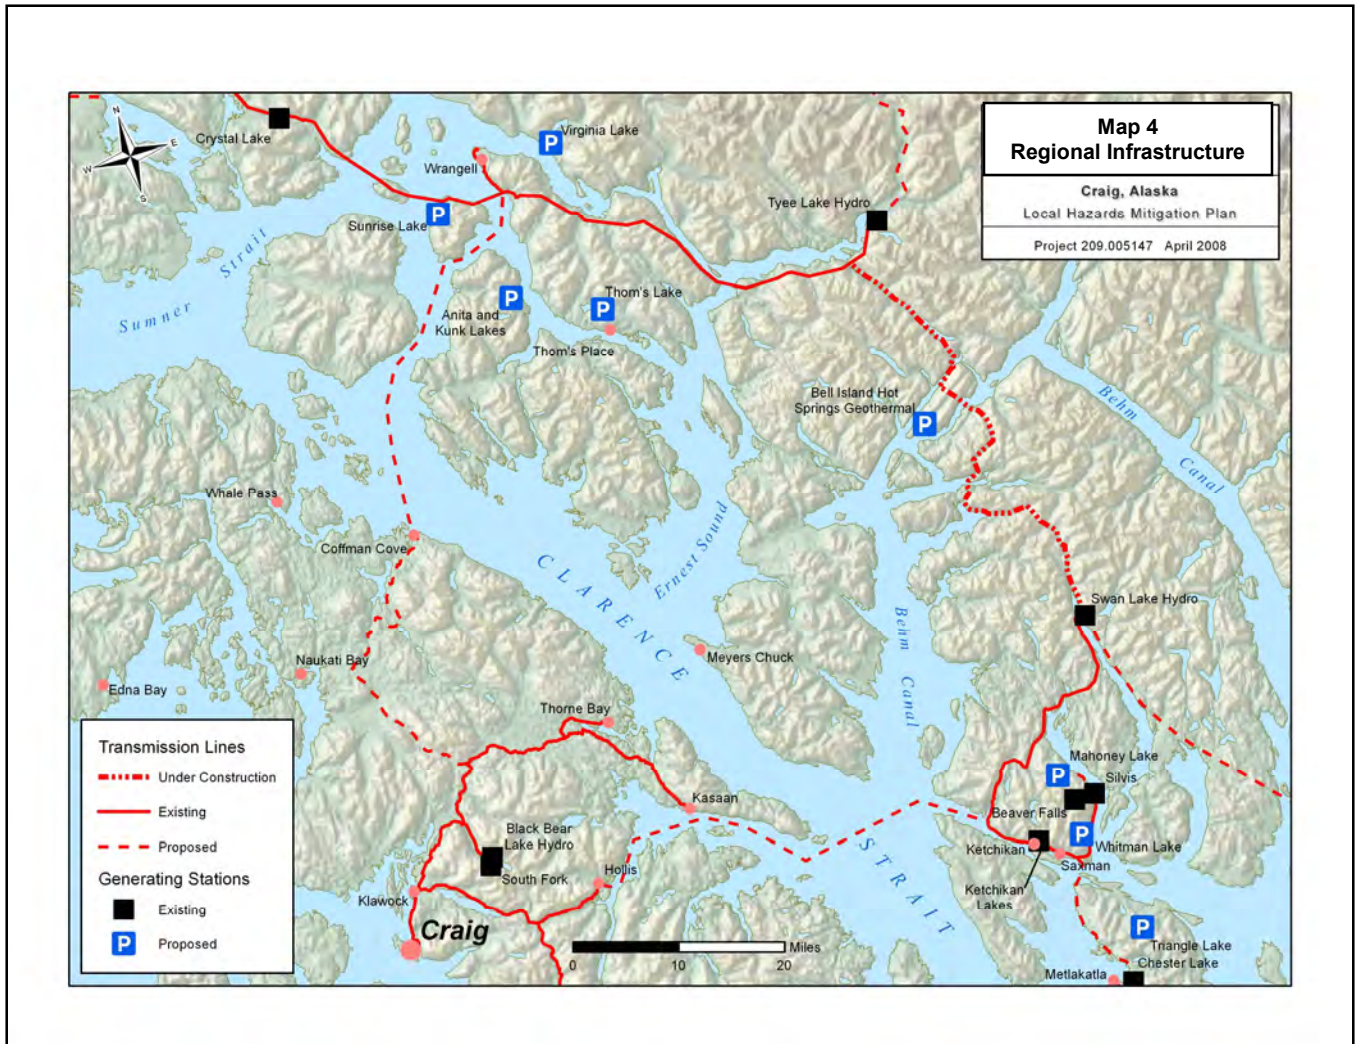 Map 4
Regional Infrastructure
Craig, Alaska
Local Hazards Mitigation Plan
Project 209.005147 April 2008
N
E
W
S
Crystal Lake
Wrangell
P
Virginia Lake
Tyee Lake Hydro
P
Sunrise Lake
Sumner
Strait
P
Anita and
Kunk Lakes
P
Thom's Lake
Thom's Place
Bell Island Hot
Springs Geothermal
P
Behm
Canal
Whale Pass
Coffman Cove
CLARENCE
Ernest Sound
Swan Lake Hydro
Behm
Canal
Meyers Chuck
Naukati Bay
Edna Bay
Thorne Bay
Kasaan
STRAIT
Mahoney Lake
P
Silvis
Beaver Falls
P
Whitman Lake
Ketchikan
Saxman
Ketchikan
Lakes
Black Bear
Lake Hydro
South Fork
Hollis
Klawock
Craig
P
Triangle Lake
Chester Lake
Metlakatla
Miles
0 10 20
Transmission Lines
Under Construction
Existing
Proposed
Generating Stations
Existing
P Proposed